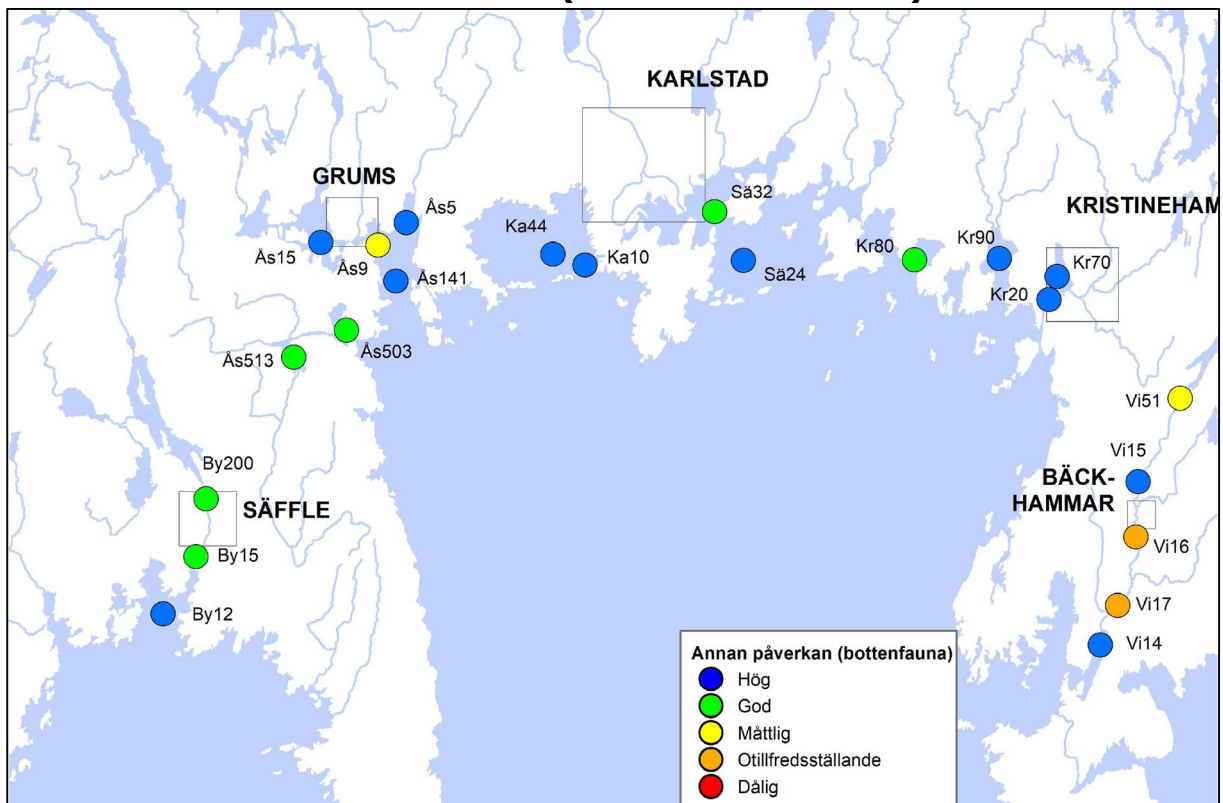 KARLSTAD
GRUMS
Sä32
KRISTINEHAM
Ås5
Ka44
Kr80
Kr90
Ås15
Ås9
Ka10
Kr70
Ås141
Sä24
Kr20
Ås503
Ås513
Vi51
By200
Vi15
SÄFFLE
BÄCK-
HAMMAR
Vi16
By15
By12
Vi17
Vi14
Annan påverkan (bottenfauna)
Hög
God
Måttlig
Otillfredsställande
Dålig